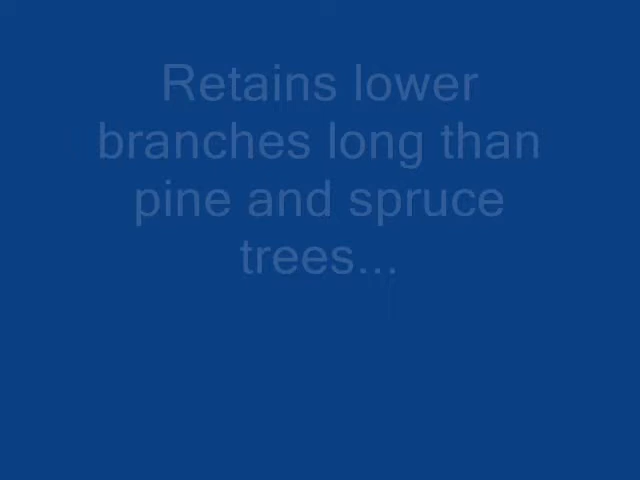 Retains lower
branches long than
pine and spruce
trees...